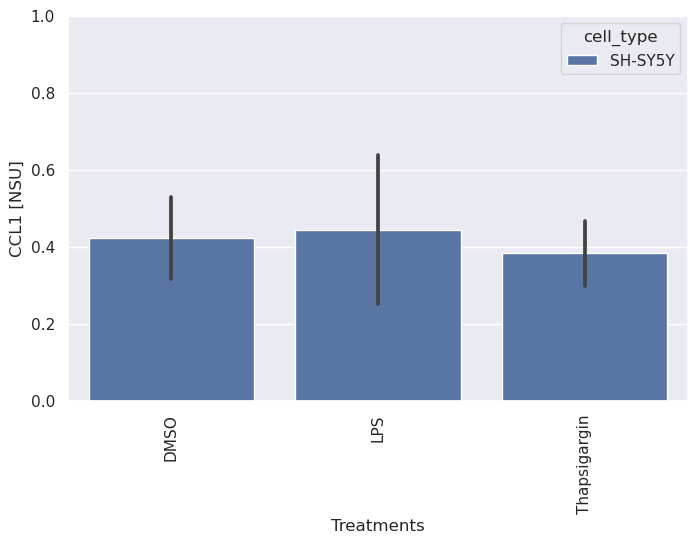 1.0
0.8
0.6
0.4
0.2
0.0
CCL1 [NSU]
cell_type
SH-SY5Y
DMSO
LPS
Thapsigargin
Treatments